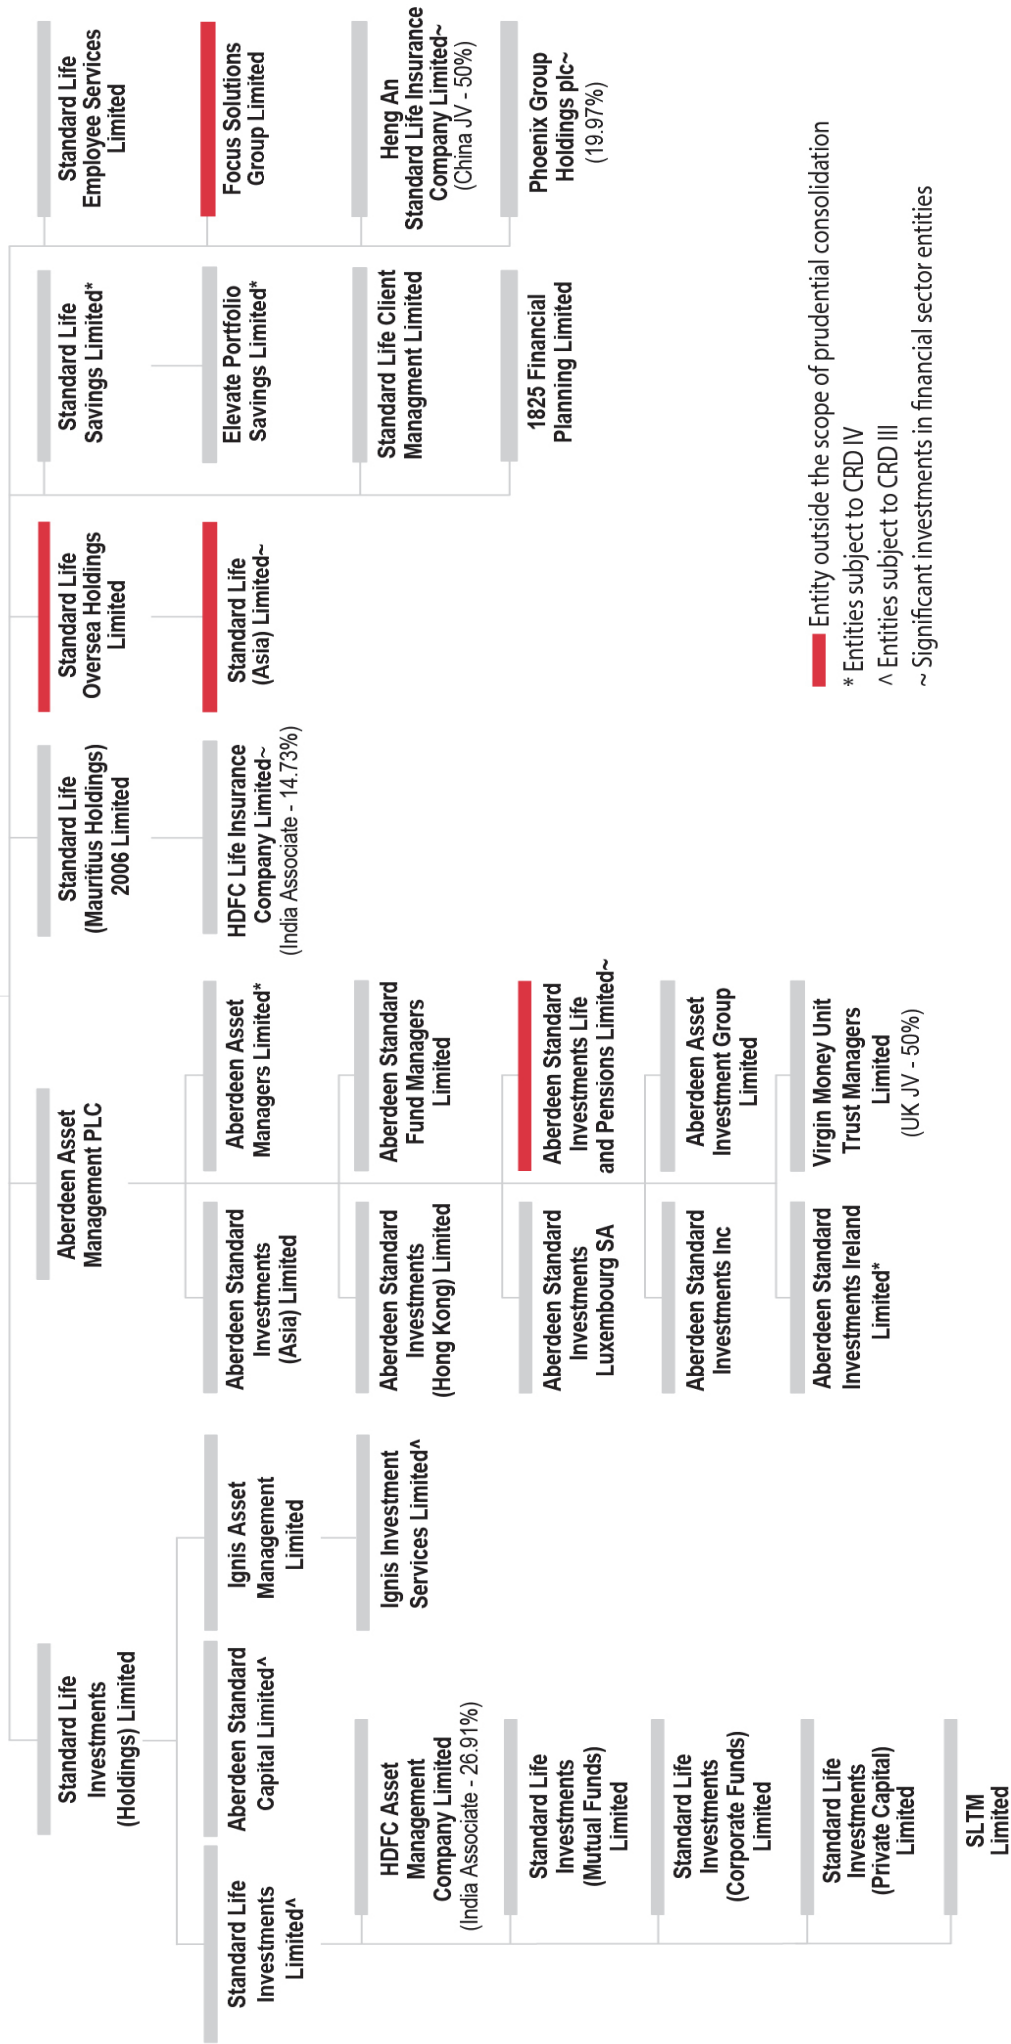 Standard Life
Investments
(Holdings) Limited
Aberdeen Asset
Management PLC
Standard Life
(Mauritius Holdings)
2006 Limited
Standard Life
Oversea Holdings
Limited
Standard Life
Savings Limited*
Standard Life
Employee Services
Limited
Standard Life
Investments
Limited^
Aberdeen Standard
Capital Limited^
Ignis Asset
Management
Limited
Aberdeen Standard
Investments
(Asia) Limited
Aberdeen Asset
Managers Limited*
HDFC Life Insurance
Company Limited~
(India Associate - 14.73%)
Standard Life
(Asia) Limited~
Elevate Portfolio
Savings Limited*
Focus Solutions
Group Limited
HDFC Asset
Management
Company Limited
(India Associate - 26.91%)
Ignis Investment
Services Limited^
Aberdeen Standard
Investments
(Hong Kong) Limited
Aberdeen Standard
Fund Managers
Limited
Standard Life Client
Managment Limited
Heng An
Standard Life Insurance
Company Limited~
(China JV - 50%)
Standard Life
Investments
(Mutual Funds)
Limited
Aberdeen Standard
Investments
Luxembourg SA
Aberdeen Standard
Investments Life
and Pensions Limited~
1825 Financial
Planning Limited
Phoenix Group
Holdings plc~
(19.97%)
Standard Life
Investments
(Corporate Funds)
Limited
Aberdeen Standard
Investments Inc
Aberdeen Asset
Investment Group
Limited
Standard Life
Investments
(Private Capital)
Limited
Aberdeen Standard
Investments Ireland
Limited*
Virgin Money Unit
Trust Managers
Limited
(UK JV - 50%)
SLTM
Limited
Entity outside the scope of prudential consolidation
* Entities subject to CRD IV
^ Entities subject to CRD III
~ Significant investments in financial sector entities